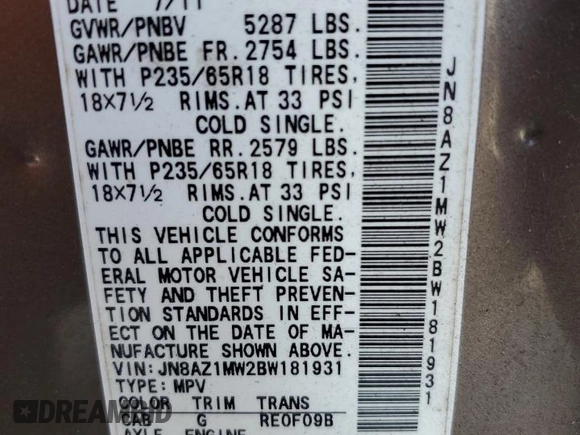 DATE 7/11
GVWR/PNBV 5287 LBS.
GAWR/PNBE FR. 2754 LBS.
WITH P235/65R18 TIRES,
18X7½ RIMS. AT 33 PSI
COLD SINGLE.
GAWR/PNBE RR. 2579 LBS.
WITH P235/65R18 TIRES,
18X7½ RIMS. AT 33 PSI
COLD SINGLE.
THIS VEHICLE CONFORMS
TO ALL APPLICABLE FED-
ERAL MOTOR VEHICLE SA-
FETY AND THEFT PREVEN-
TION STANDARDS IN EFF-
ECT ON THE DATE OF MA-
NUFACTURE SHOWN ABOVE.
VIN:JN8AZ1MW2BW181931
TYPE: MPV
COLOR TRIM TRANS
CAB G RE0F09B
AXLE ENGINE
JN8AZ1MW2BW181931
AUTOHELPERBOT.COM